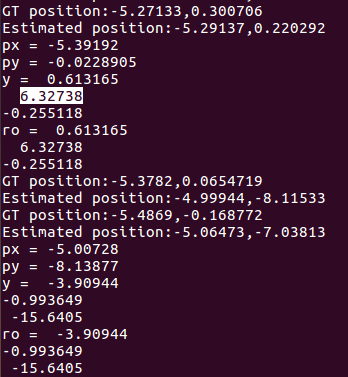 GT position:-5.27133,0.300706
Estimated position:-5.29137,0.220292
px = -5.39192
py = -0.0228905
y =  0.613165
  6.32738
-0.255118
ro =  0.613165
  6.32738
-0.255118
GT position:-5.3782,0.0654719
Estimated position:-4.99944,-8.11533
GT position:-5.4869,-0.168772
Estimated position:-5.06473,-7.03813
px = -5.00728
py = -8.13877
y =  -3.90944
-0.993649
 -15.6405
ro =  -3.90944
-0.993649
 -15.6405